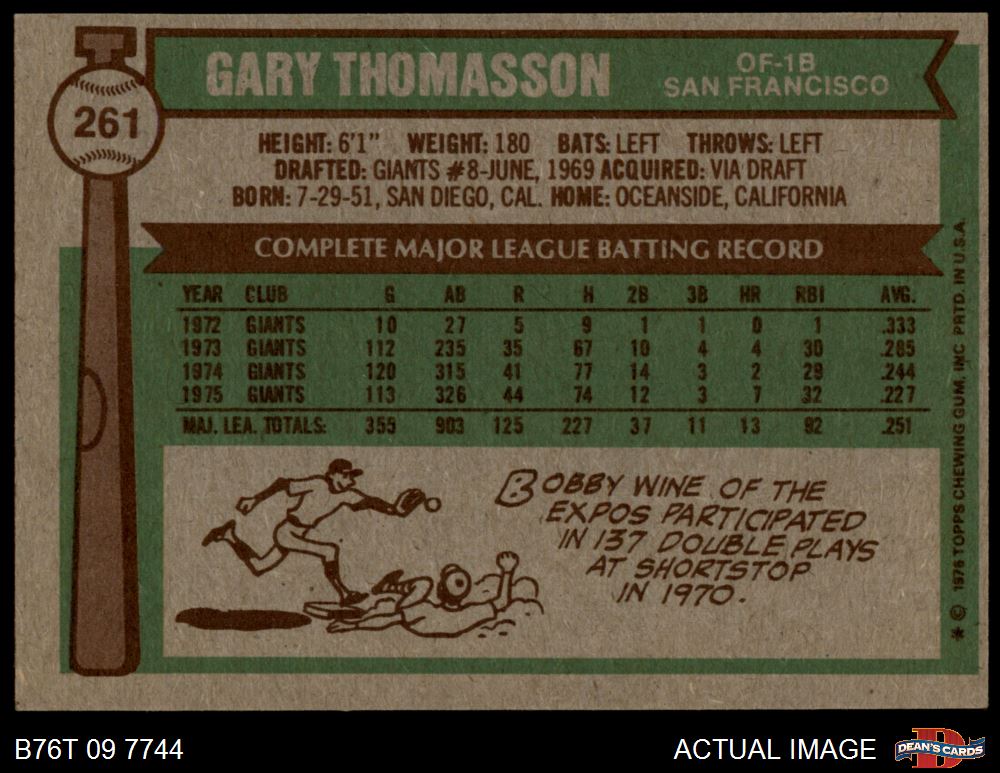 261
GARY THOMASSON
OF-1B
SAN FRANCISCO
HEIGHT: 6'1" WEIGHT: 180 BATS: LEFT THROWS: LEFT
DRAFTED: GIANTS #8-JUNE, 1969 ACQUIRED: VIA DRAFT
BORN: 7-29-51, SAN DIEGO, CAL. HOME: OCEANSIDE, CALIFORNIA
COMPLETE MAJOR LEAGUE BATTING RECORD
YEAR CLUB G AB R H 2B 3B HR RBI AVG.
1972 GIANTS 10 27 5 9 1 1 0 1 .333
1973 GIANTS 112 235 35 67 10 4 4 30 .285
1974 GIANTS 120 315 41 77 14 3 2 29 .244
1975 GIANTS 113 326 44 74 12 3 7 32 .227
MAJ. LEA. TOTALS: 355 903 125 227 37 11 13 92 .251
BOBBY WINE OF THE
EXPOS PARTICIPATED
IN 137 DOUBLE PLAYS
AT SHORTSTOP
IN 1970.
* © 1976 TOPPS CHEWING GUM, INC PRTD. IN U.S.A.
B76T 09 7744
ACTUAL IMAGE
D
DEAN'S CARDS